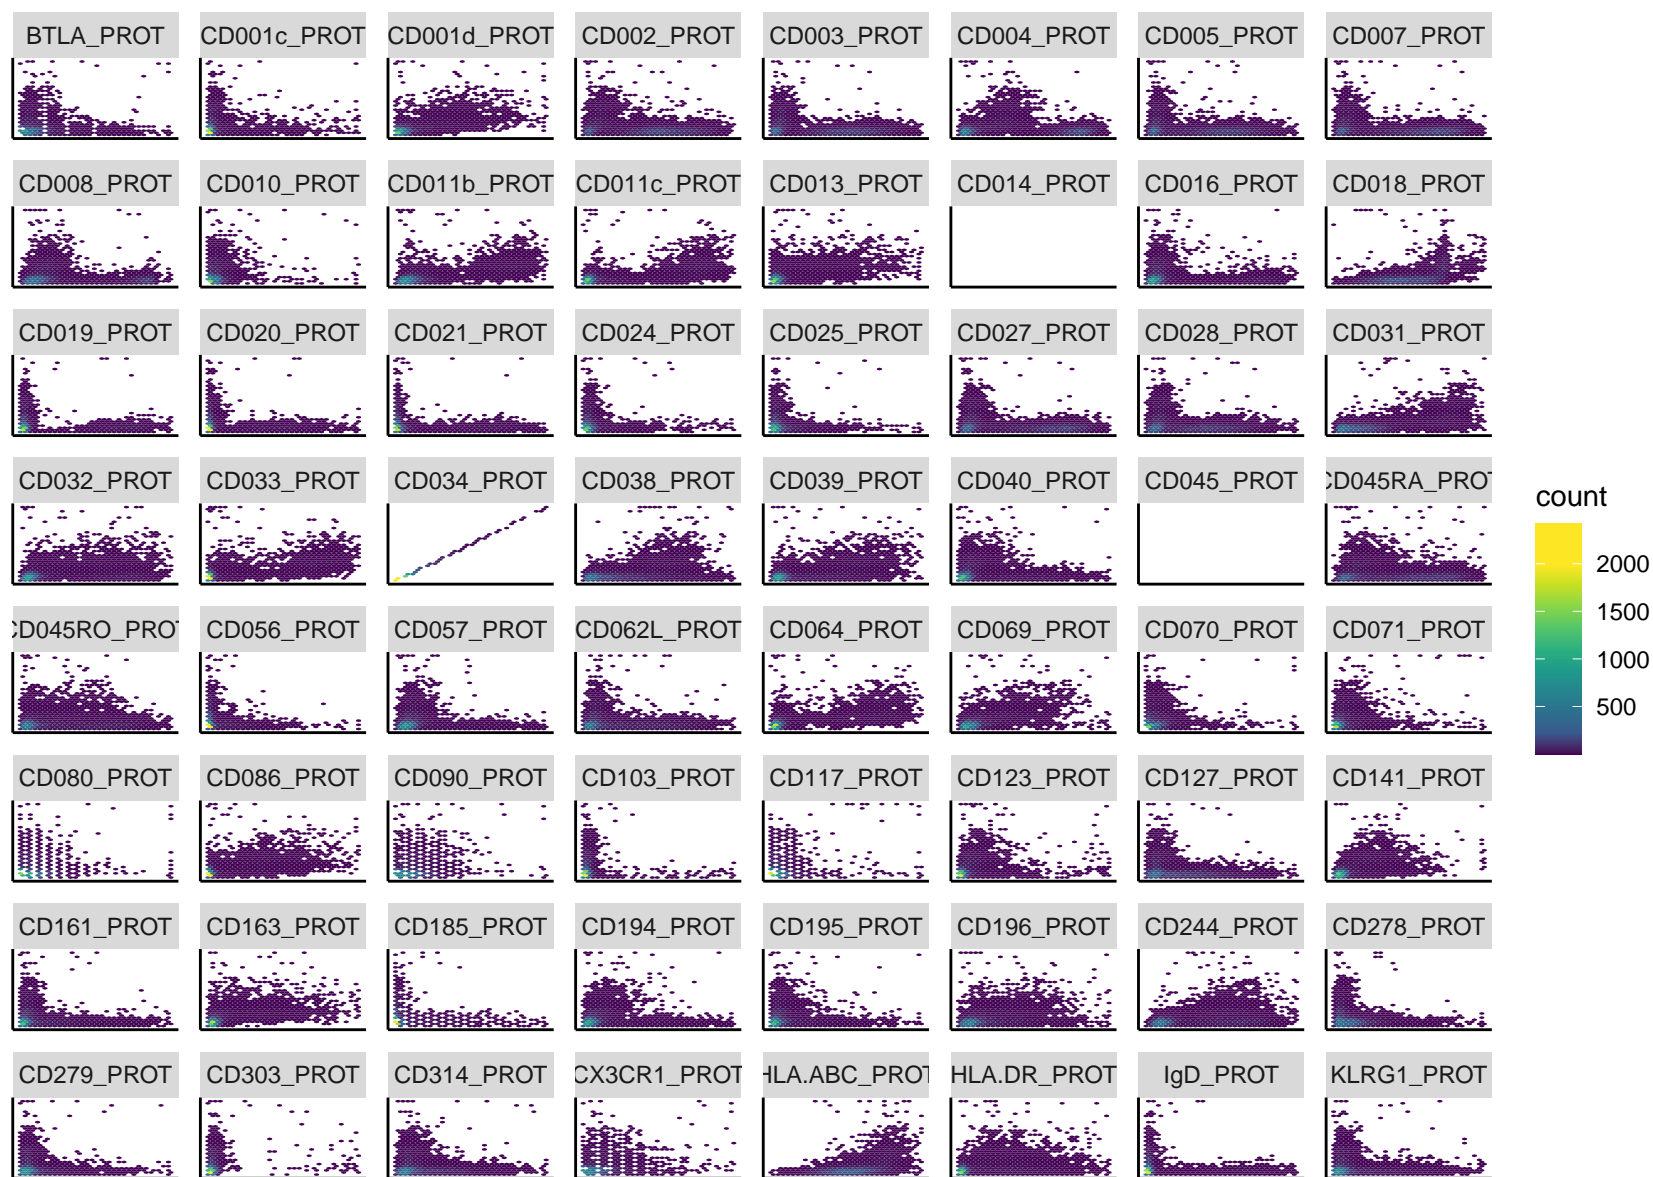 BTLA_PROT CD001c_PROT CD001d_PROT CD002_PROT CD003_PROT CD004_PROT CD005_PROT CD007_PROT
CD008_PROT CD010_PROT CD011b_PROT CD011c_PROT CD013_PROT CD014_PROT CD016_PROT CD018_PROT
CD019_PROT CD020_PROT CD021_PROT CD024_PROT CD025_PROT CD027_PROT CD028_PROT CD031_PROT
CD032_PROT CD033_PROT CD034_PROT CD038_PROT CD039_PROT CD040_PROT CD045_PROT CD045RA_PROT
CD045RO_PROT CD056_PROT CD057_PROT CD062L_PROT CD064_PROT CD069_PROT CD070_PROT CD071_PROT
CD080_PROT CD086_PROT CD090_PROT CD103_PROT CD117_PROT CD123_PROT CD127_PROT CD141_PROT
CD161_PROT CD163_PROT CD185_PROT CD194_PROT CD195_PROT CD196_PROT CD244_PROT CD278_PROT
CD279_PROT CD303_PROT CD314_PROT CX3CR1_PROT HLA.ABC_PROT HLA.DR_PROT IgD_PROT KLRG1_PROT
count
2000
1500
1000
500